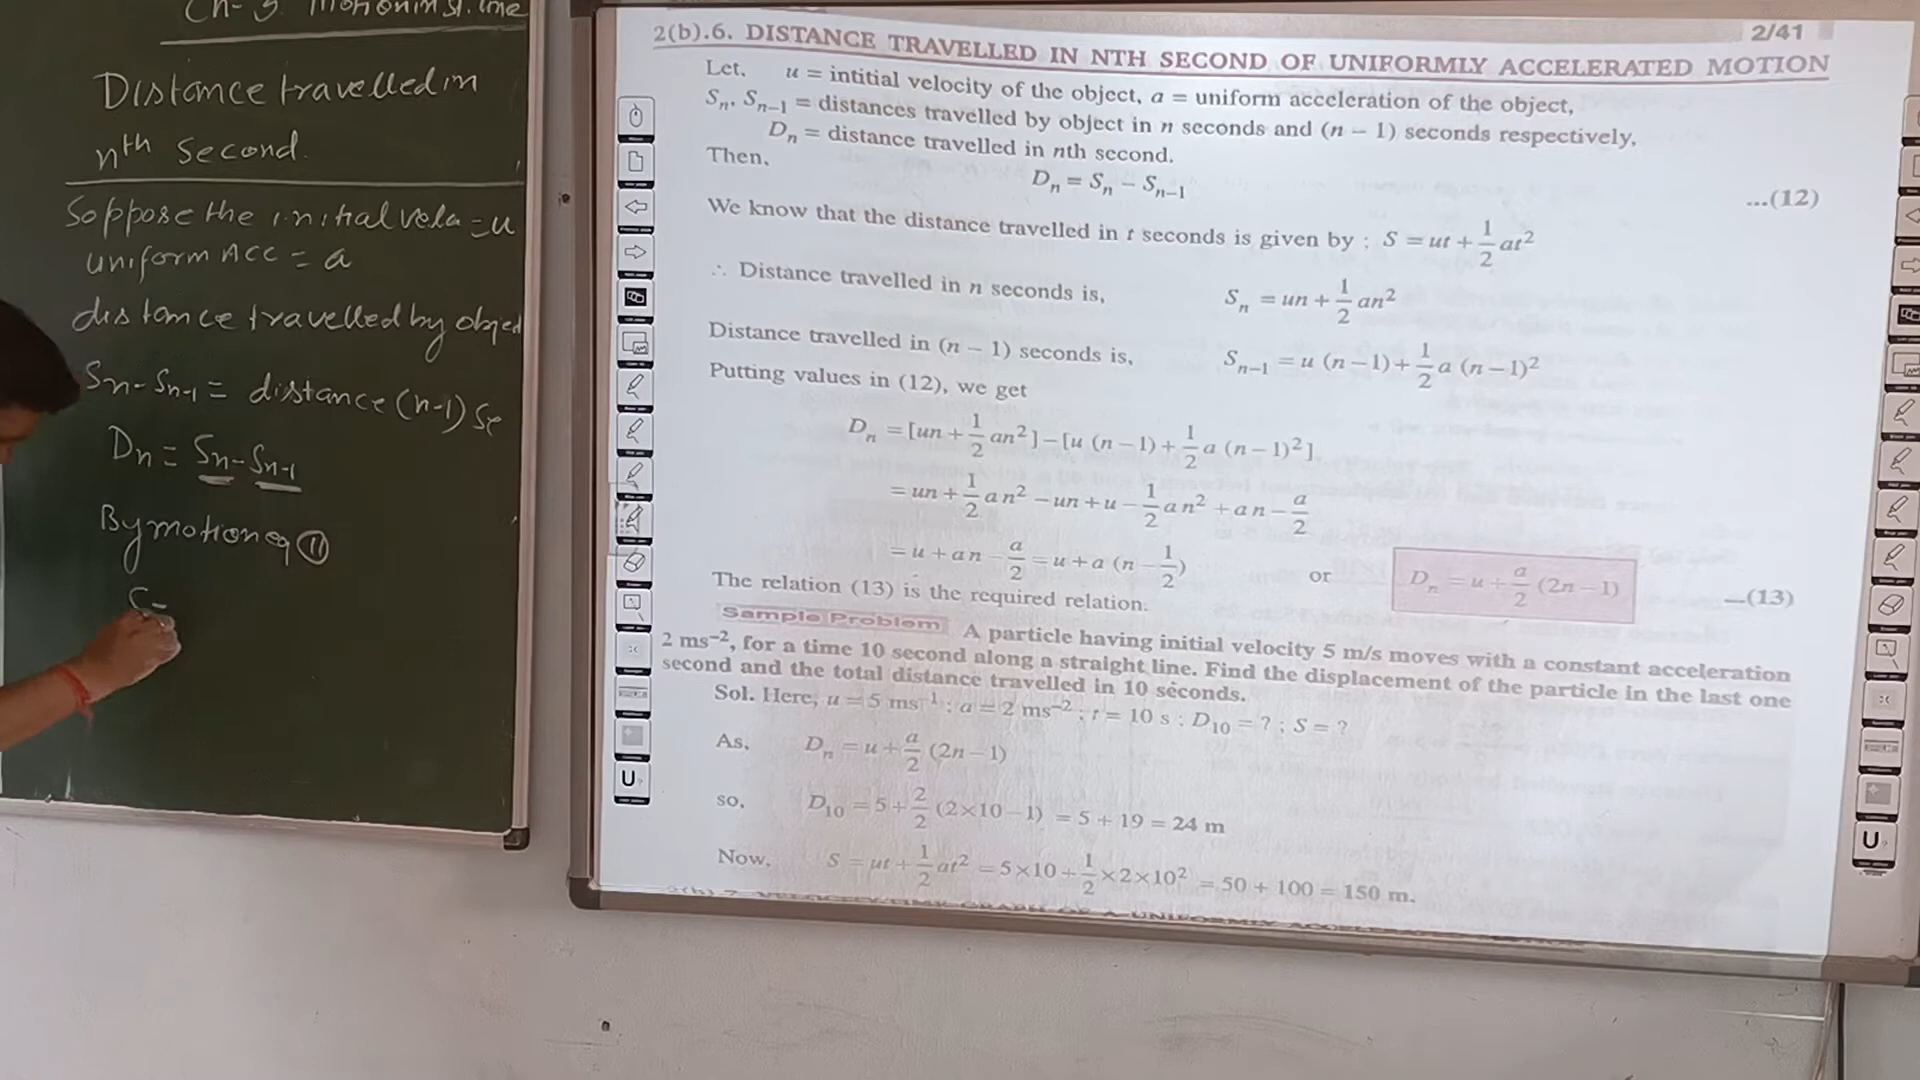 Ch-3 Motion in St. line
Distance travelled in
nth second.
Suppose the initial velo = u
uniform Acc = a
distance travelled by objed
Sn - Sn-1 = distance (n-1) Se
Dn = Sn - Sn-1
By motion eq (11)
S =
2/41
2(b).6. DISTANCE TRAVELLED IN NTH SECOND OF UNIFORMLY ACCELERATED MOTION
Let, u = intitial velocity of the object, a = uniform acceleration of the object,
Sn, Sn−1 = distances travelled by object in n seconds and (n − 1) seconds respectively,
Dn = distance travelled in nth second.
Then, Dn = Sn − Sn−1 ...(12)
We know that the distance travelled in t seconds is given by : S = ut + 1/2 at²
∴ Distance travelled in n seconds is, Sn = un + 1/2 an²
Distance travelled in (n − 1) seconds is, Sn−1 = u (n−1) + 1/2 a (n−1)²
Putting values in (12), we get
Dn = [un + 1/2 an²] − [u (n−1) + 1/2 a (n−1)²]
= un + 1/2 an² − un + u − 1/2 an² + an − a/2
= u + an − a/2 = u + a (n − 1/2) or Dn = u + a/2 (2n − 1) ...(13)
The relation (13) is the required relation.
Sample Problem A particle having initial velocity 5 m/s moves with a constant acceleration
2 ms⁻², for a time 10 second along a straight line. Find the displacement of the particle in the last one
second and the total distance travelled in 10 seconds.
Sol. Here, u = 5 ms⁻¹ ; a = 2 ms⁻² ; t = 10 s ; D10 = ? ; S = ?
As, Dn = u + a/2 (2n − 1)
so, D10 = 5 + 2/2 (2×10 − 1) = 5 + 19 = 24 m
Now, S = ut + 1/2 at² = 5×10 + 1/2 ×2×10² = 50 + 100 = 150 m.